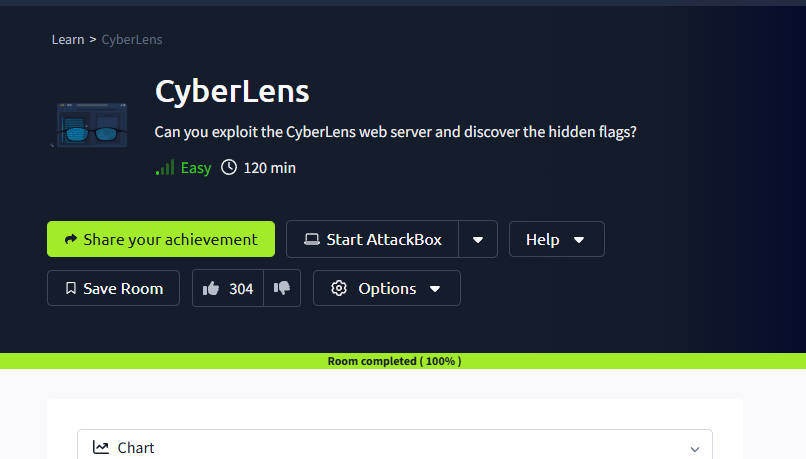 Learn > CyberLens
CyberLens
Can you exploit the CyberLens web server and discover the hidden flags?
Easy 120 min
Share your achievement Start AttackBox Help
Save Room 304 Options
Room completed ( 100% )
Chart